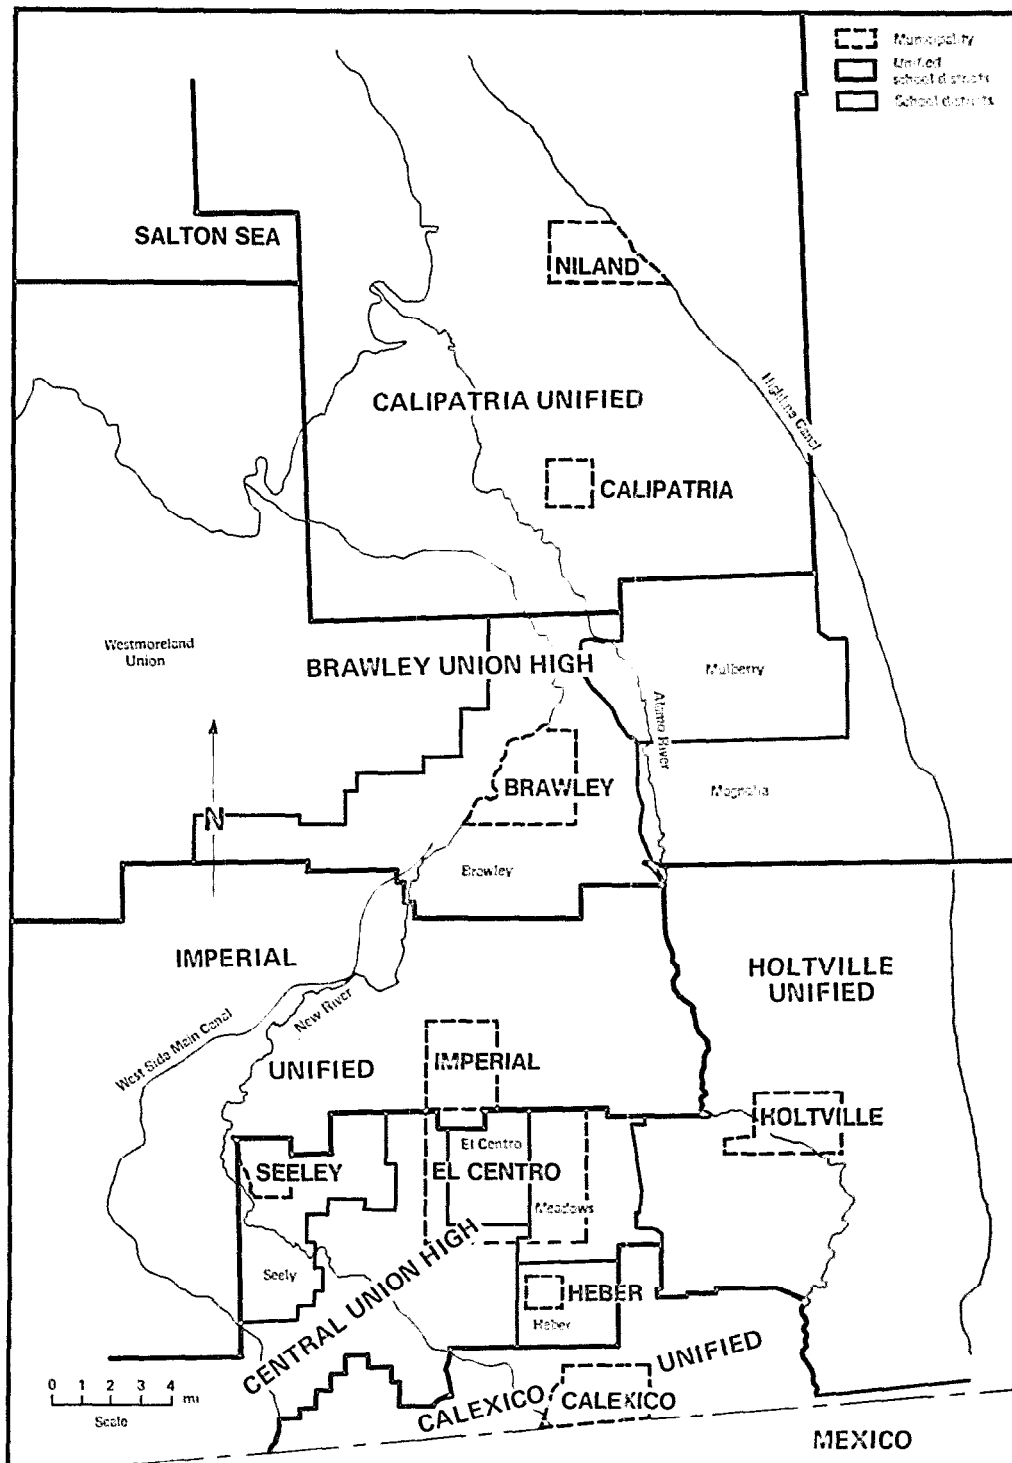 Municipality
Unified
school districts
School districts
SALTON SEA
NILAND
Highline Canal
CALIPATRIA UNIFIED
CALIPATRIA
Westmoreland
Union
BRAWLEY UNION HIGH
Mulberry
Alamo River
BRAWLEY
Magnolia
N
Brawley
IMPERIAL
HOLTVILLE
UNIFIED
New River
West Side Main Canal
UNIFIED
IMPERIAL
HOLTVILLE
El Centro
SEELEY
EL CENTRO
Meadows
CENTRAL UNION HIGH
Seely
HEBER
Heber
CALEXICO UNIFIED
CALEXICO
0 1 2 3 4
mi
Scale
MEXICO